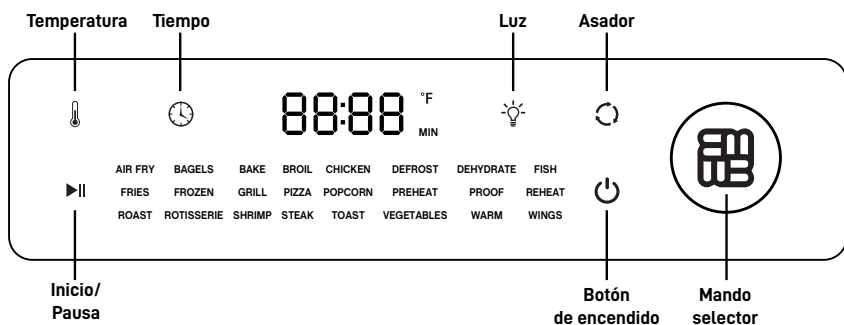 Temperatura Tiempo Luz Asador
88:88 °F
MIN
AIR FRY BAGELS BAKE BROIL CHICKEN DEFROST DEHYDRATE FISH
FRIES FROZEN GRILL PIZZA POPCORN PREHEAT PROOF REHEAT
ROAST ROTISSERIE SHRIMP STEAK TOAST VEGETABLES WARM WINGS
Inicio/
Pausa
Botón
de encendido
Mando
selector